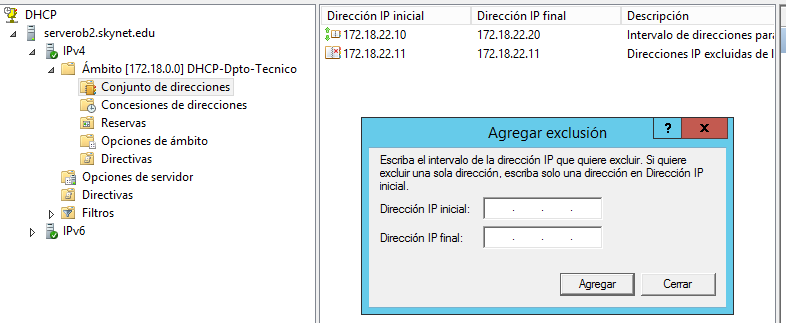 DHCP
serverob2.skynet.edu
IPv4
Ámbito [172.18.0.0] DHCP-Dpto-Tecnico
Conjunto de direcciones
Concesiones de direcciones
Reservas
Opciones de ámbito
Directivas
Opciones de servidor
Directivas
Filtros
IPv6
Dirección IP inicial Dirección IP final Descripción
172.18.22.10 172.18.22.20 Intervalo de direcciones para
172.18.22.11 172.18.22.11 Direcciones IP excluidas de l
Agregar exclusión ? x
Escriba el intervalo de la dirección IP que quiere excluir. Si quiere
excluir una sola dirección, escriba solo una dirección en Dirección IP
inicial.
Dirección IP inicial: . . .
Dirección IP final: . . .
Agregar Cerrar